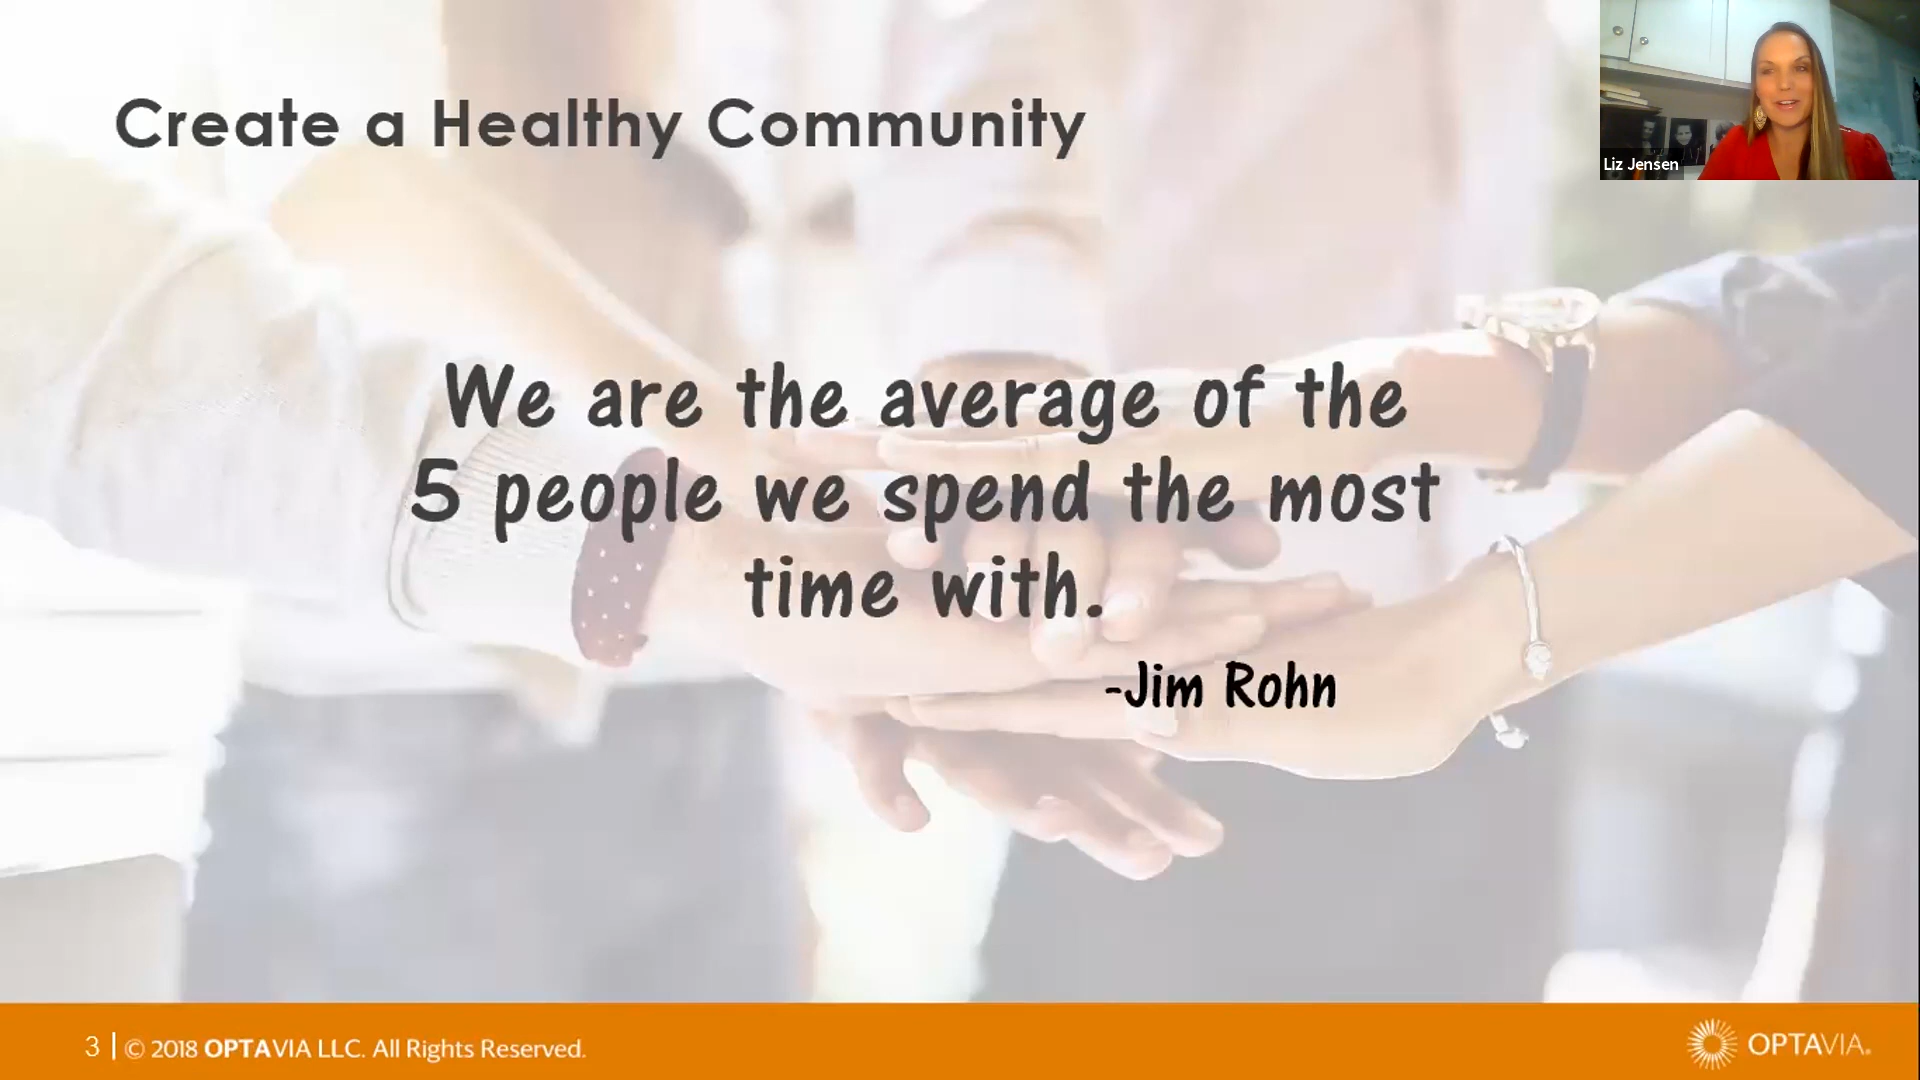 Create a Healthy Community
Liz Jensen
We are the average of the
5 people we spend the most
time with.
-Jim Rohn
3 | © 2018 OPTAVIA LLC. All Rights Reserved.
OPTAVIA®